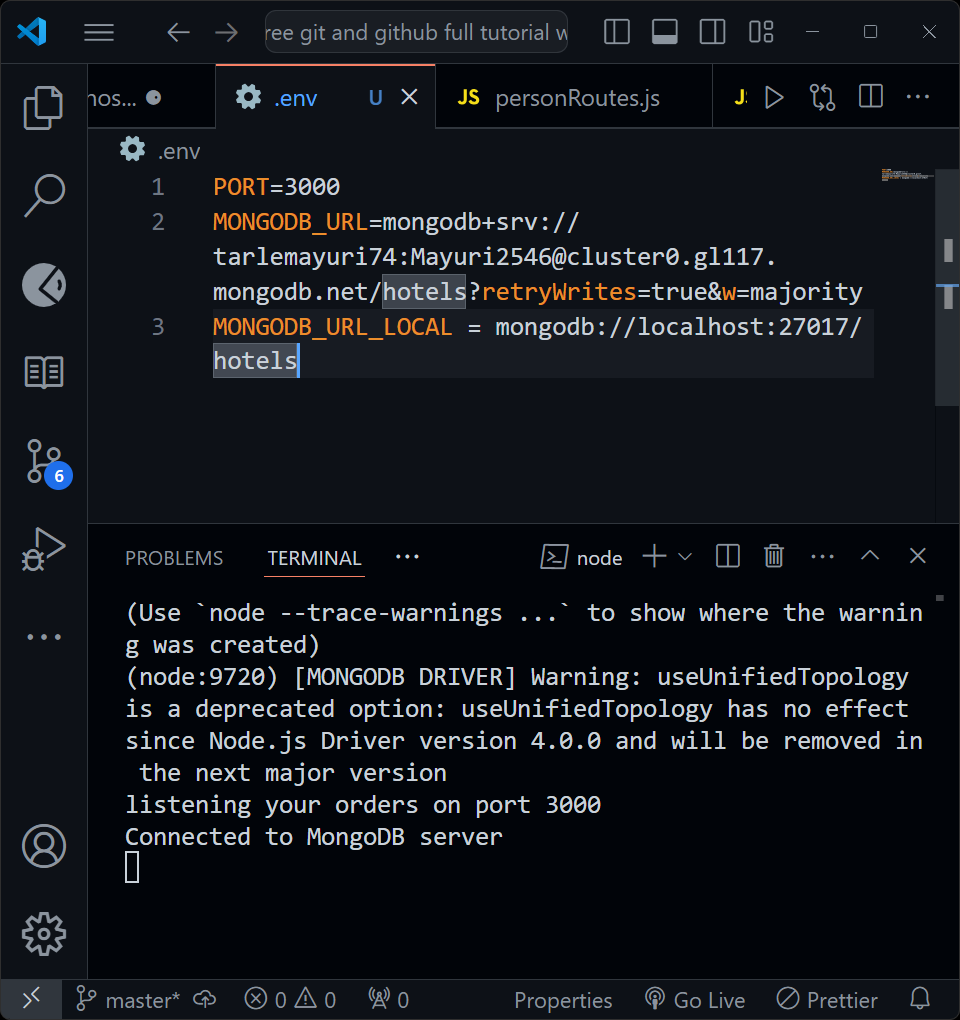 ree git and github full tutorial w
nos...
.env U
JS personRoutes.js
.env
1 PORT=3000
2 MONGODB_URL=mongodb+srv://
tarlemayuri74:Mayuri2546@cluster0.gl117.
mongodb.net/hotels?retryWrites=true&w=majority
3 MONGODB_URL_LOCAL = mongodb://localhost:27017/
hotels
6
PROBLEMS TERMINAL ... node
(Use `node --trace-warnings ...` to show where the warnin
g was created)
(node:9720) [MONGODB DRIVER] Warning: useUnifiedTopology
is a deprecated option: useUnifiedTopology has no effect
since Node.js Driver version 4.0.0 and will be removed in
the next major version
listening your orders on port 3000
Connected to MongoDB server
master* 0 0 0 Properties Go Live Prettier